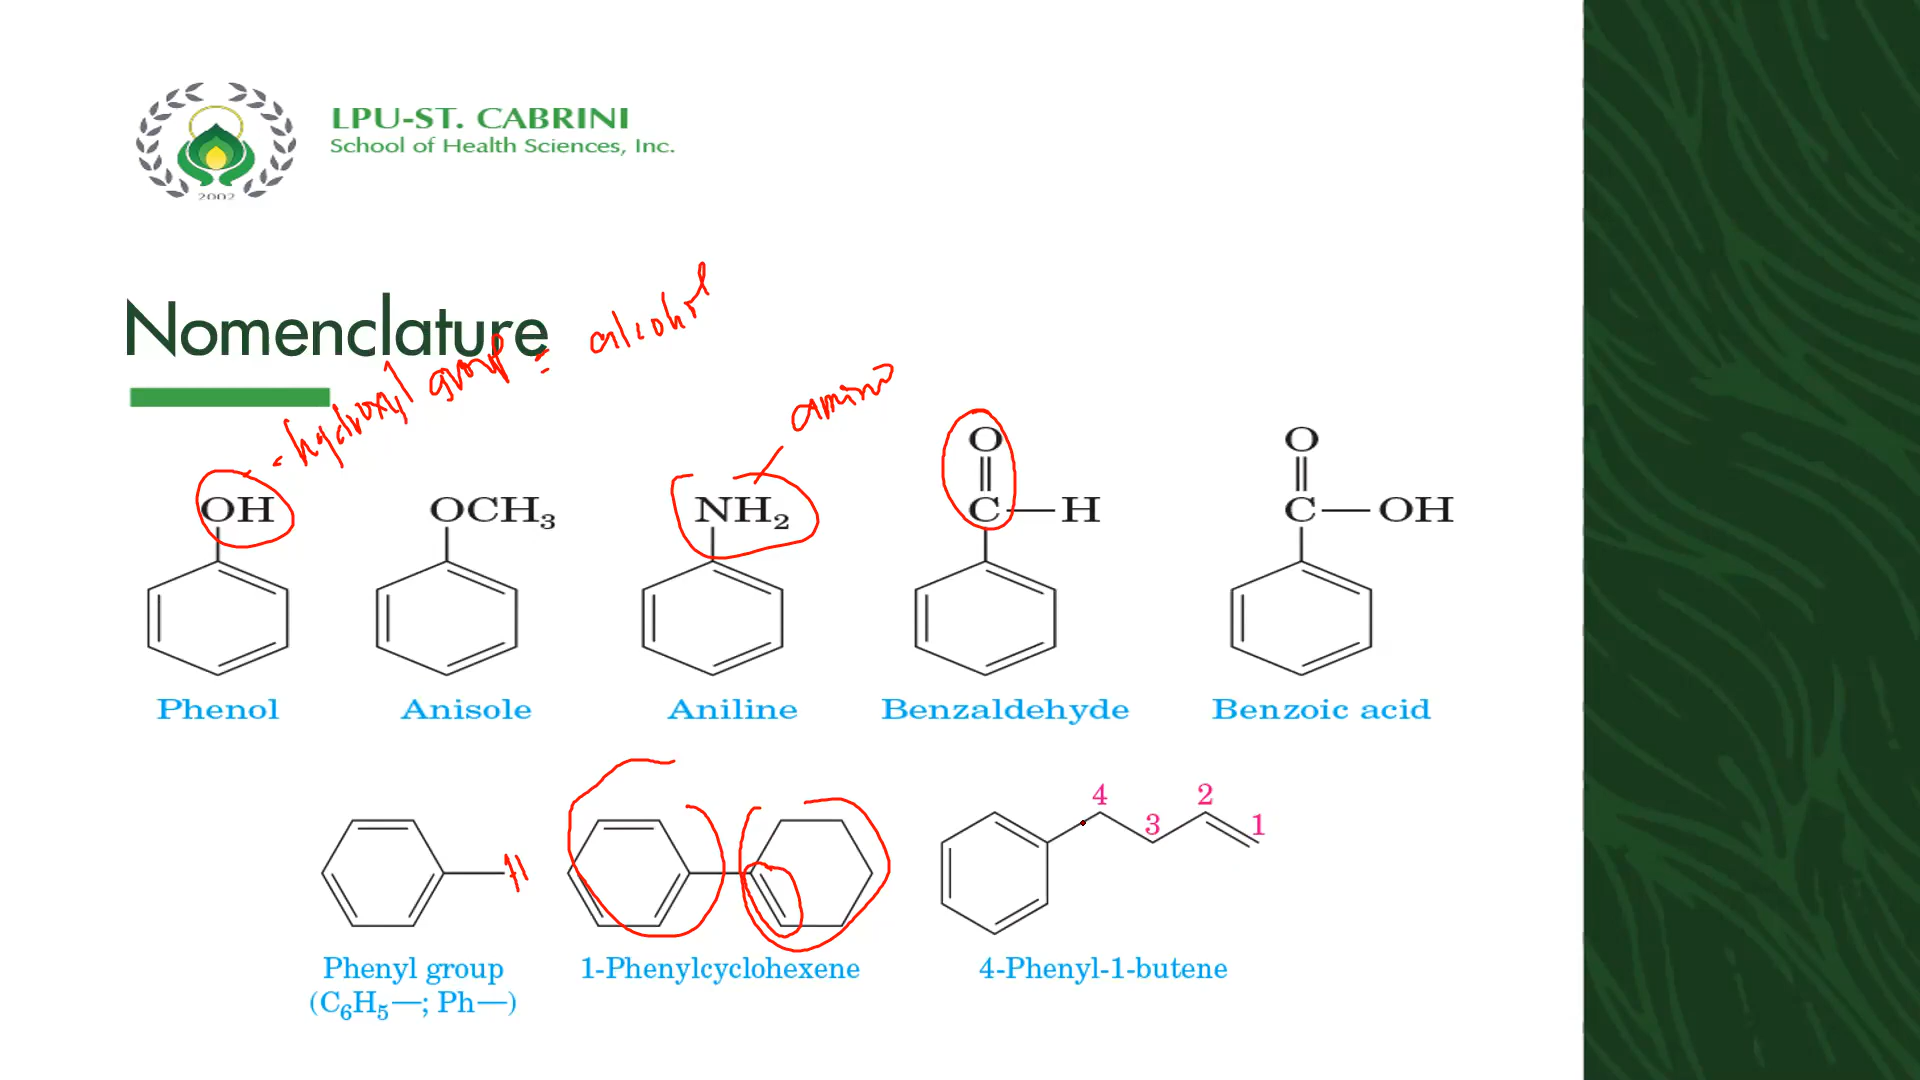 LPU-ST. CABRINI
School of Health Sciences, Inc.
2002
Nomenclature
- hydroxyl group = alcohol
amino
O O
OH OCH₃ NH₂ C—H C—OH
Phenol Anisole Aniline Benzaldehyde Benzoic acid
4 2
3 1
H
Phenyl group 1-Phenylcyclohexene 4-Phenyl-1-butene
(C₆H₅—; Ph—)